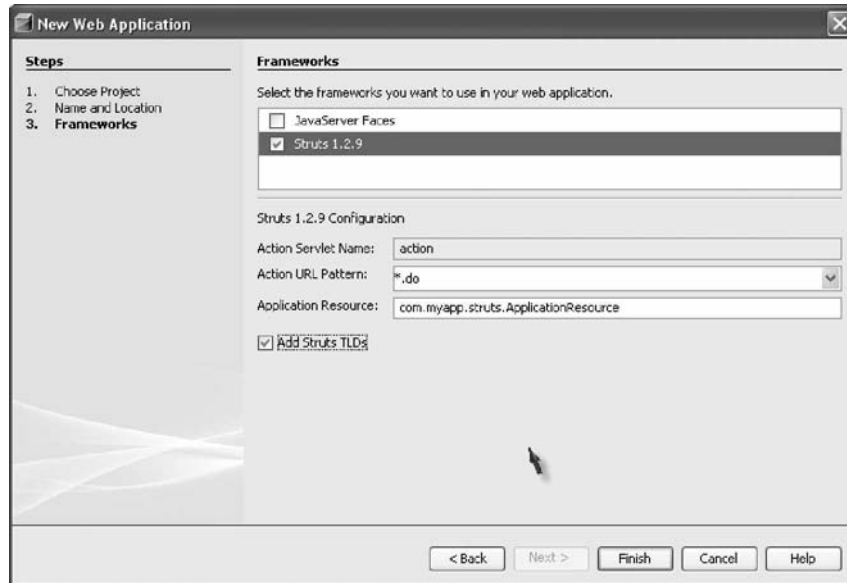 New Web Application
Steps
1. Choose Project
2. Name and Location
3. Frameworks
Frameworks
Select the frameworks you want to use in your web application.
JavaServer Faces
Struts 1.2.9
Struts 1.2.9 Configuration
Action Servlet Name: action
Action URL Pattern: *.do
Application Resource: com.myapp.struts.ApplicationResource
Add Struts TLDs
< Back Next > Finish Cancel Help